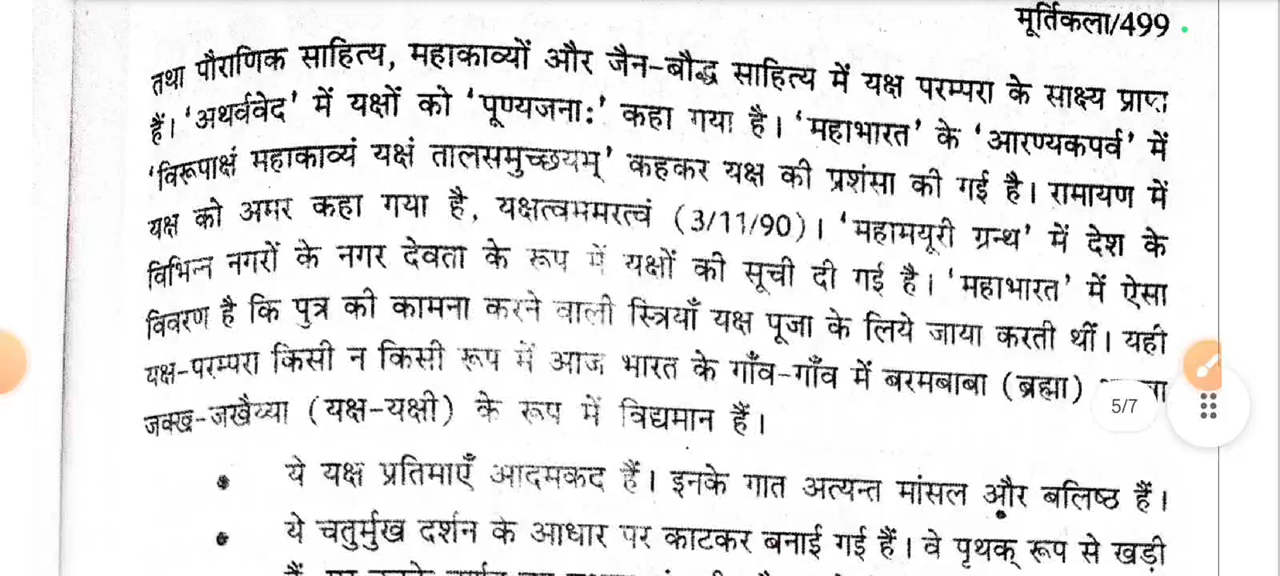 मूर्तिकला/499
तथा पौराणिक साहित्य, महाकाव्यों और जैन-बौद्ध साहित्य में यक्ष परम्परा के साक्ष्य प्राप्त
हैं। 'अथर्ववेद' में यक्षों को 'पूण्यजनाः' कहा गया है। 'महाभारत' के 'आरण्यकपर्व' में
'विरूपाक्षं महाकाव्यं यक्षं तालसमुच्छयम्' कहकर यक्ष की प्रशंसा की गई है। रामायण में
यक्ष को अमर कहा गया है, यक्षत्वममरत्वं (3/11/90)। 'महामयूरी ग्रन्थ' में देश के
विभिन्न नगरों के नगर देवता के रूप में यक्षों की सूची दी गई है। 'महाभारत' में ऐसा
विवरण है कि पुत्र की कामना करने वाली स्त्रियाँ यक्ष पूजा के लिये जाया करती थीं। यही
यक्ष-परम्परा किसी न किसी रूप में आज भारत के गाँव-गाँव में बरमबाबा (ब्रह्मा)
5/7
जक्ख-जखैय्या (यक्ष-यक्षी) के रूप में विद्यमान हैं।
• ये यक्ष प्रतिमाएँ आदमकद हैं। इनके गात अत्यन्त मांसल और बलिष्ठ हैं।
• ये चतुर्मुख दर्शन के आधार पर काटकर बनाई गई हैं। वे पृथक् रूप से खड़ी